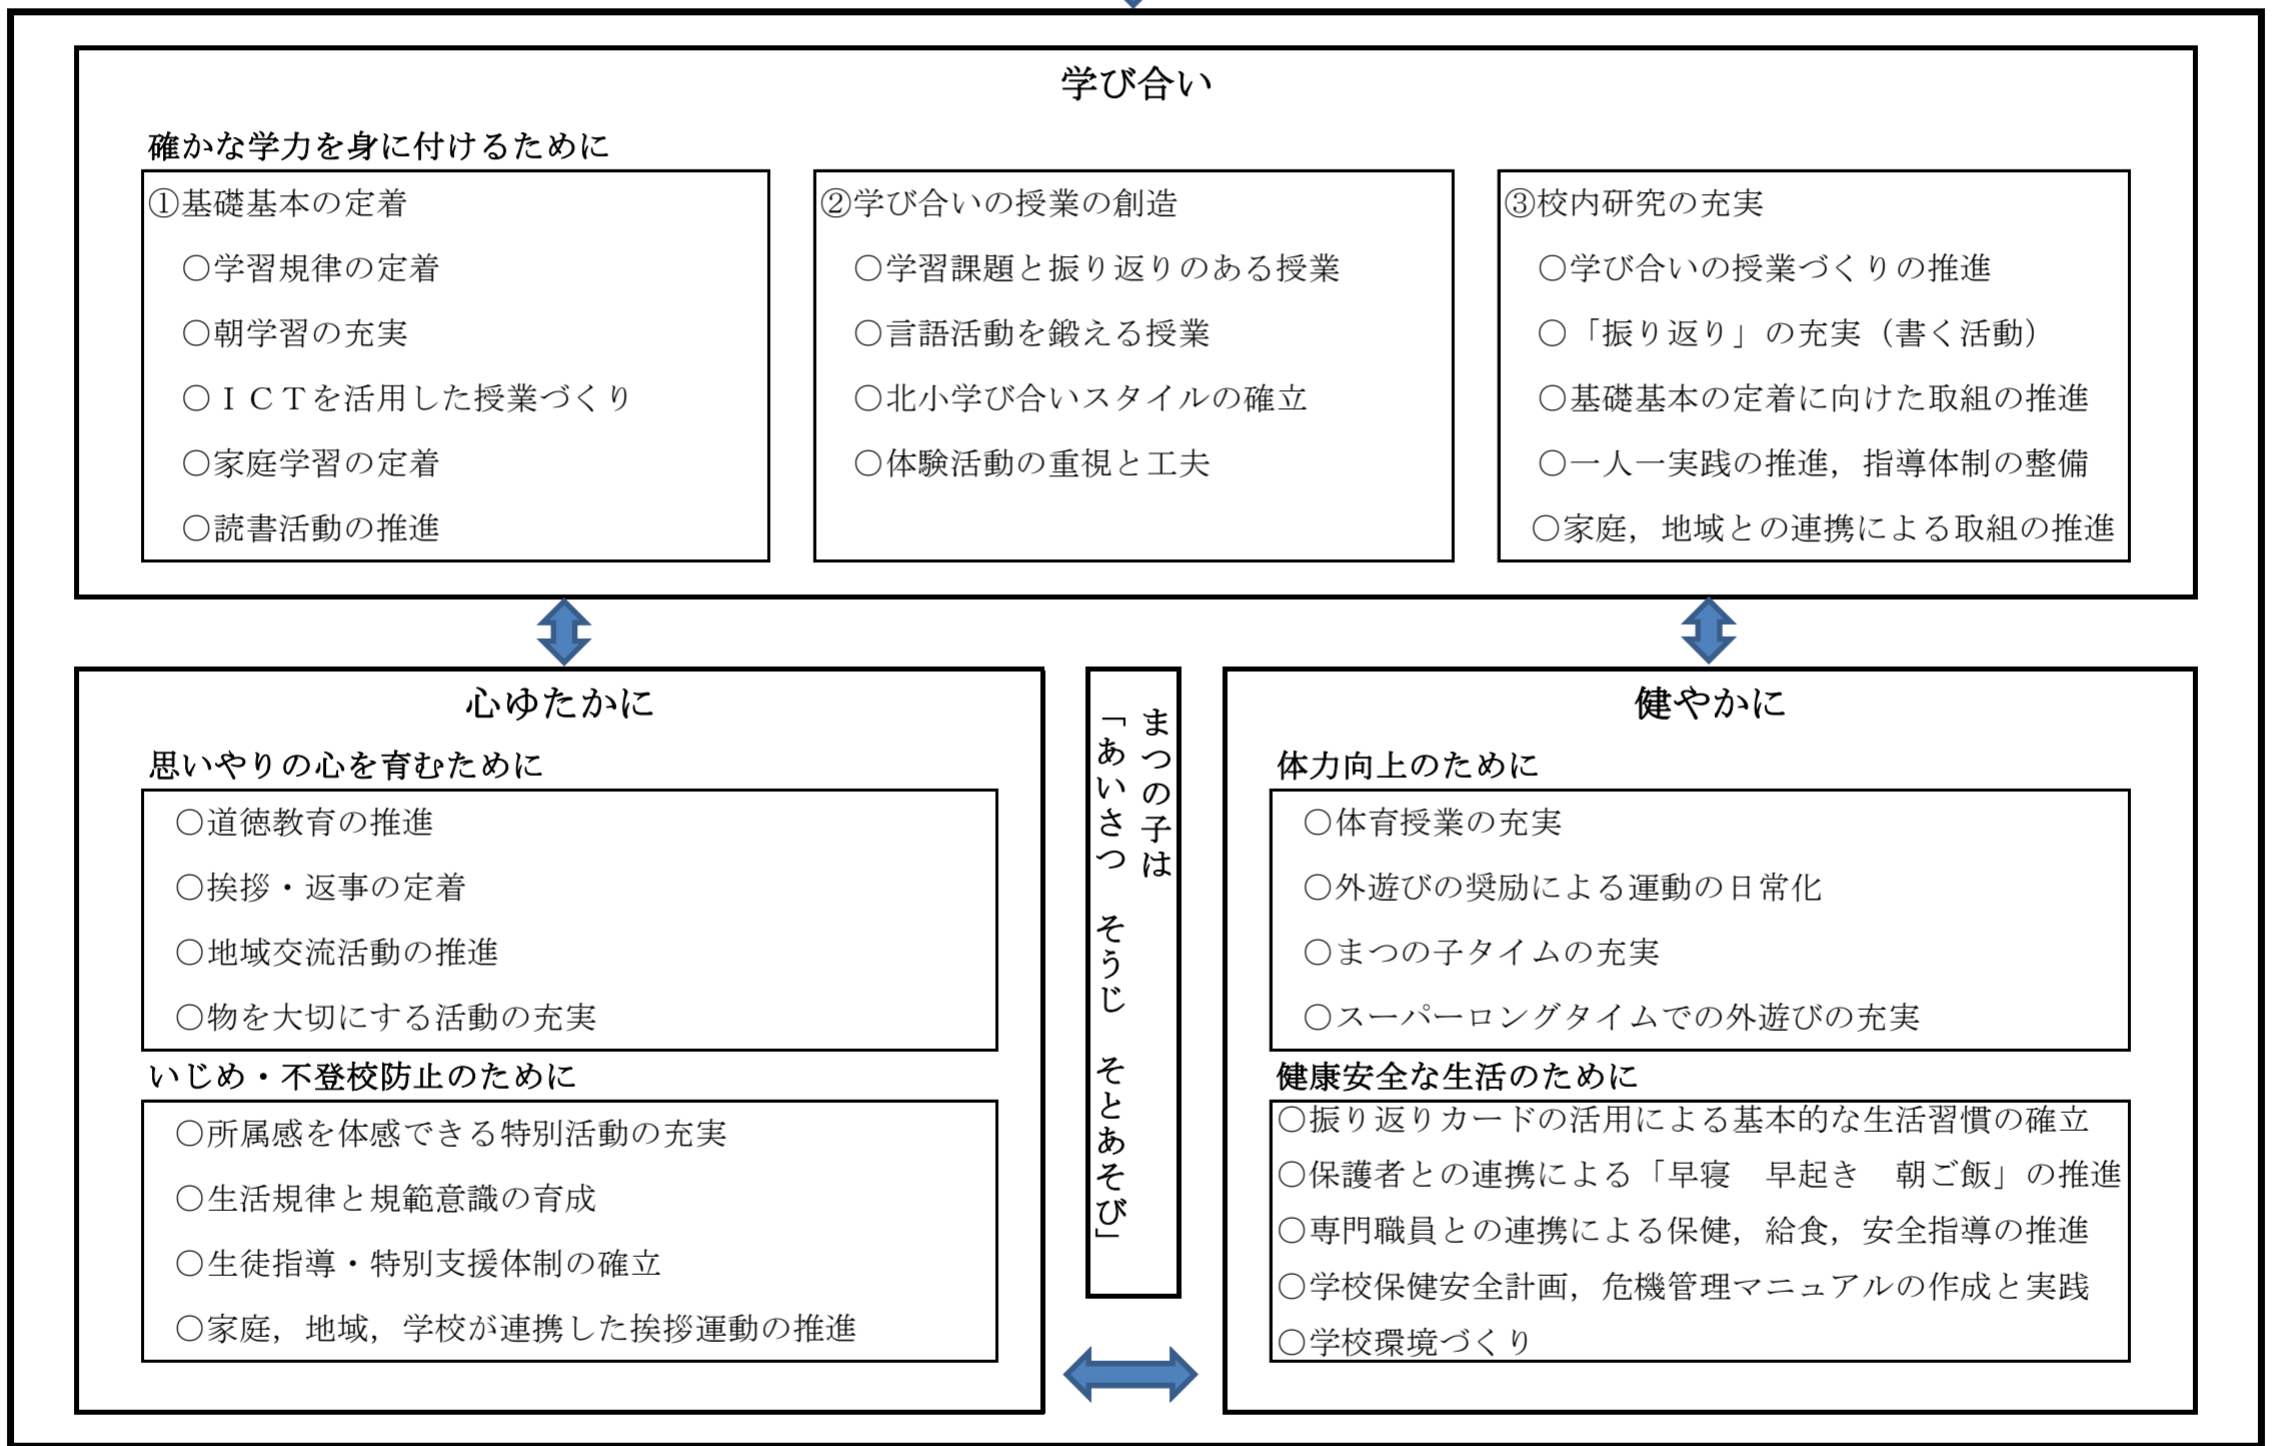 学び合い
確かな学力を身に付けるために
①基礎基本の定着
○学習規律の定着
○朝学習の充実
○ＩＣＴを活用した授業づくり
○家庭学習の定着
○読書活動の推進
②学び合いの授業の創造
○学習課題と振り返りのある授業
○言語活動を鍛える授業
○北小学び合いスタイルの確立
○体験活動の重視と工夫
③校内研究の充実
○学び合いの授業づくりの推進
○「振り返り」の充実（書く活動）
○基礎基本の定着に向けた取組の推進
○一人一実践の推進，指導体制の整備
○家庭，地域との連携による取組の推進
心ゆたかに
思いやりの心を育むために
○道徳教育の推進
○挨拶・返事の定着
○地域交流活動の推進
○物を大切にする活動の充実
いじめ・不登校防止のために
○所属感を体感できる特別活動の充実
○生活規律と規範意識の育成
○生徒指導・特別支援体制の確立
○家庭，地域，学校が連携した挨拶運動の推進
まつの子は
「あいさつ　そうじ　そとあそび」
健やかに
体力向上のために
○体育授業の充実
○外遊びの奨励による運動の日常化
○まつの子タイムの充実
○スーパーロングタイムでの外遊びの充実
健康安全な生活のために
○振り返りカードの活用による基本的な生活習慣の確立
○保護者との連携による「早寝　早起き　朝ご飯」の推進
○専門職員との連携による保健，給食，安全指導の推進
○学校保健安全計画，危機管理マニュアルの作成と実践
○学校環境づくり